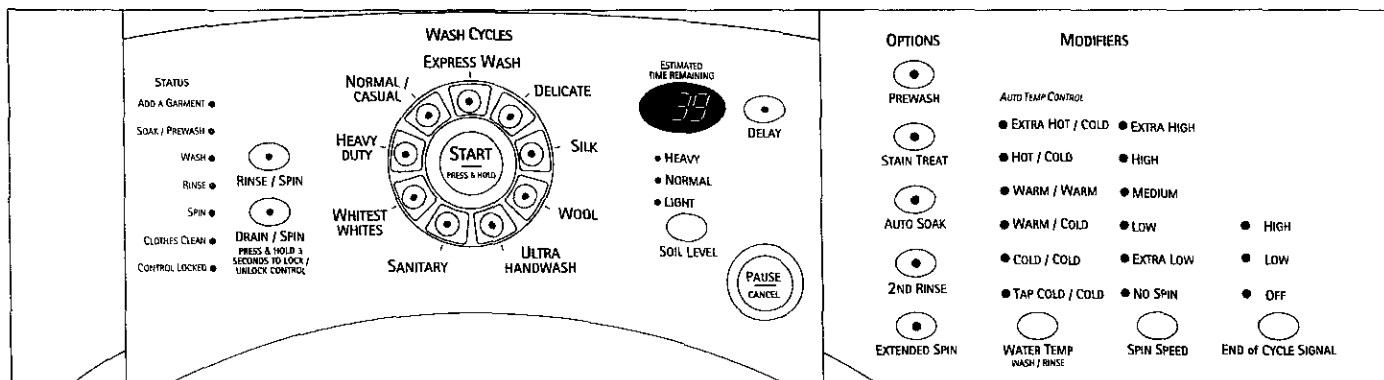 STATUS
ADD A GARMENT
SOAK / PREWASH
WASH
RINSE
SPIN
CLOTHES CLEAN
CONTROL LOCKED
RINSE / SPIN
DRAIN / SPIN
PRESS & HOLD 3
SECONDS TO LOCK /
UNLOCK CONTROL
WASH CYCLES
EXPRESS WASH
NORMAL /
CASUAL
DELICATE
HEAVY
DUTY
SILK
START
PRESS & HOLD
WHITEST
WHITES
WOOL
SANITARY
ULTRA
HANDWASH
ESTIMATED
TIME REMAINING
39
DELAY
HEAVY
NORMAL
LIGHT
SOIL LEVEL
PAUSE
CANCEL
OPTIONS
PREWASH
STAIN TREAT
AUTO SOAK
2ND RINSE
EXTENDED SPIN
MODIFIERS
AUTO TEMP CONTROL
EXTRA HOT / COLD
HOT / COLD
WARM / WARM
WARM / COLD
COLD / COLD
TAP COLD / COLD
WATER TEMP
WASH / RINSE
EXTRA HIGH
HIGH
MEDIUM
LOW
EXTRA LOW
NO SPIN
SPIN SPEED
HIGH
LOW
OFF
END of CYCLE SIGNAL